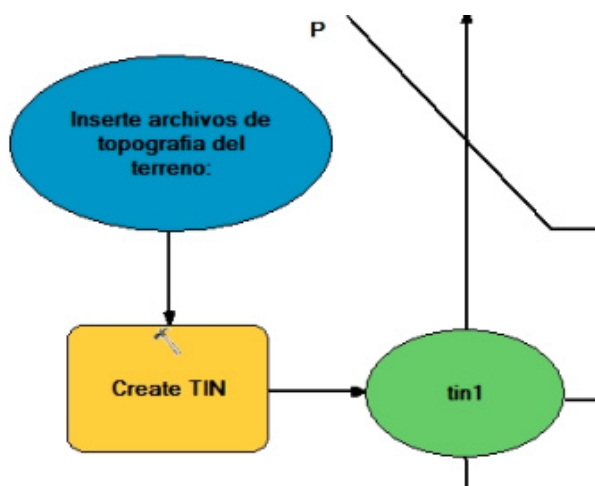 P
Inserte archivos de
topografia del
terreno:
Create TIN
tin1